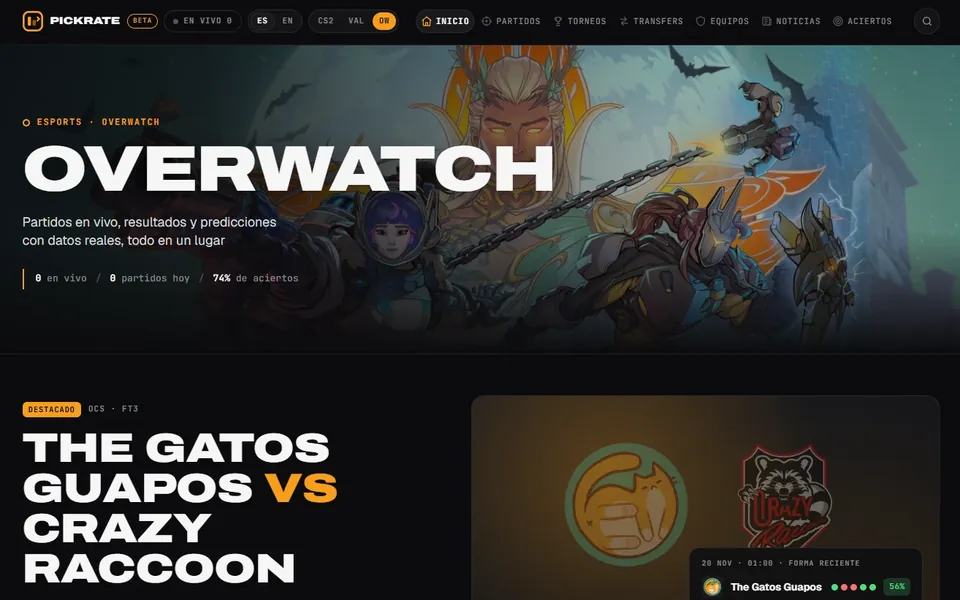 PICKRATE BETA EN VIVO 0 ES EN CS2 VAL OW INICIO PARTIDOS TORNEOS TRANSFERS EQUIPOS NOTICIAS ACIERTOS
ESPORTS · OVERWATCH
OVERWATCH
Partidos en vivo, resultados y predicciones
con datos reales, todo en un lugar
0 en vivo / 0 partidos hoy / 74% de aciertos
DESTACADO OCS · FT3
THE GATOS
GUAPOS VS
CRAZY
RACCOON
CRAZY
Raccoon
20 NOV · 01:00 · FORMA RECIENTE
The Gatos Guapos 56%